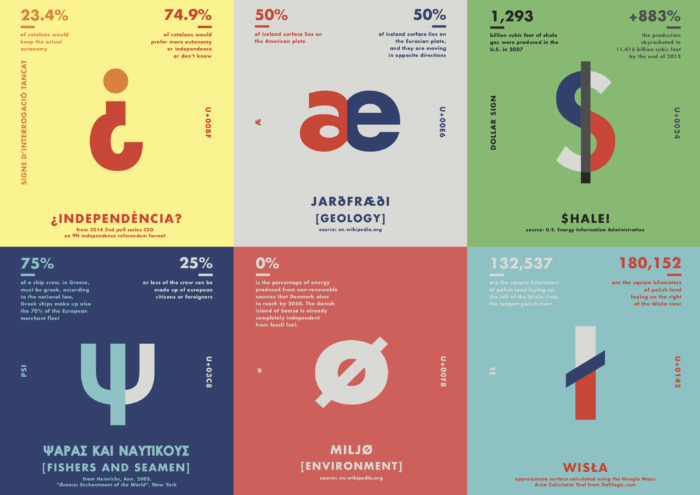 23.4%
of catalans would
keep the actual
autonomy
74.9%
of catalans would
prefer more autonomy
or independence
or don't know
SIGNE D'INTERROGACIÓ TANCAT
U+00BF
¿
¿INDEPENDÈNCIA?
from 2014 2nd poll series CEO
on 9N independence referendum format
50%
of Iceland surface lies on
the American plate
50%
of Iceland surface lies on
the Eurasian plate,
and they are moving
in opposite directions
Æ
U+00E6
æ
JARðFRÆðI
[GEOLOGY]
source: en.wikipedia.org
1,293
billion cubic feet of shale
gas were produced in the
U.S. in 2007
+883%
the production
skyrocketed to
11.415 billion cubic feet
by the end of 2013
DOLLAR SIGN
U+0024
$
$HALE!
source: U.S. Energy Information Administration
75%
of a ship crew, in Greece,
must be greek, according
to the national law.
Greek ships make up also
the 70% of the European
merchant fleet
25%
or less of the crew can be
made up of european
citizens or foreigners
PSI
U+03C8
ψ
ΨΑΡΑΣ ΚΑΙ ΝΑΥΤΙΚΟΥΣ
[FISHERS AND SEAMEN]
from Heinrichs, Ann. 2002.
"Greece: Enchantment of the World", New York
0%
is the percentage of energy
produced from non renewable
sources that Denmark aims
to reach by 2050. The danish
island of Samsø is already
completely independent
from fossil fuel.
ø
U+00F8
ø
MILJØ
[ENVIRONMENT]
source: en.wikipedia.org
132,537
are the square kilometers
of polish land laying on
the left of the Wisła river,
the longest polish river
180,152
are the square kilometers
of polish land
laying on the right
of the Wisła river
U+0142
ł
WISŁA
approximate surface calculated using the Google Maps
Area Calculator Tool from Daftlogic.com